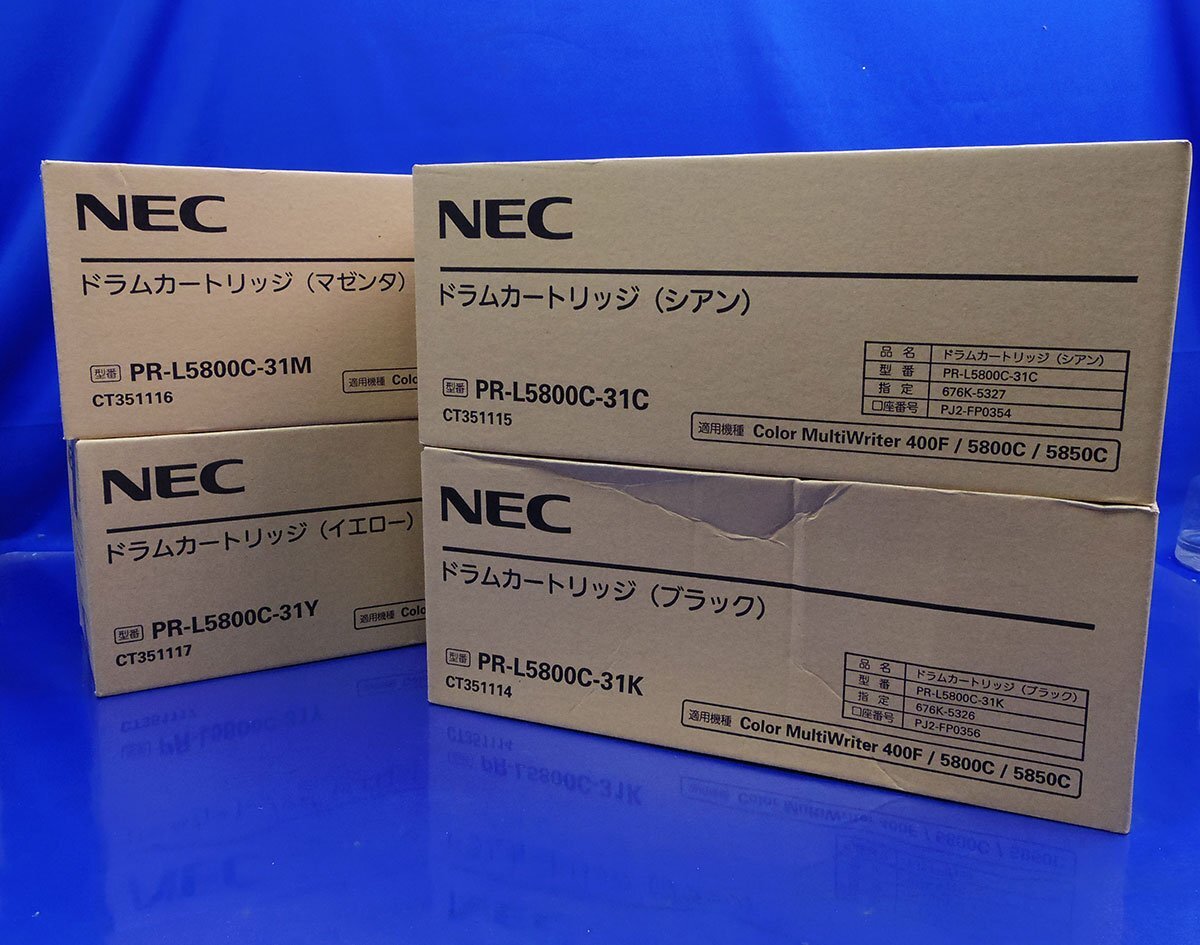 NEC
ドラムカートリッジ（マゼンタ）
型番 PR-L5800C-31M
CT351116
適用機種 Colo
NEC
ドラムカートリッジ（シアン）
型番 PR-L5800C-31C
CT351115
品名 ドラムカートリッジ（シアン）
型番 PR-L5800C-31C
指定 676K-5327
口座番号 PJ2-FP0354
適用機種 Color MultiWriter 400F / 5800C / 5850C
NEC
ドラムカートリッジ（イエロー）
型番 PR-L5800C-31Y
CT351117
適用機種 Colo
NEC
ドラムカートリッジ（ブラック）
型番 PR-L5800C-31K
CT351114
品名 ドラムカートリッジ（ブラック）
型番 PR-L5800C-31K
指定 676K-5326
口座番号 PJ2-FP0356
適用機種 Color MultiWriter 400F / 5800C / 5850C